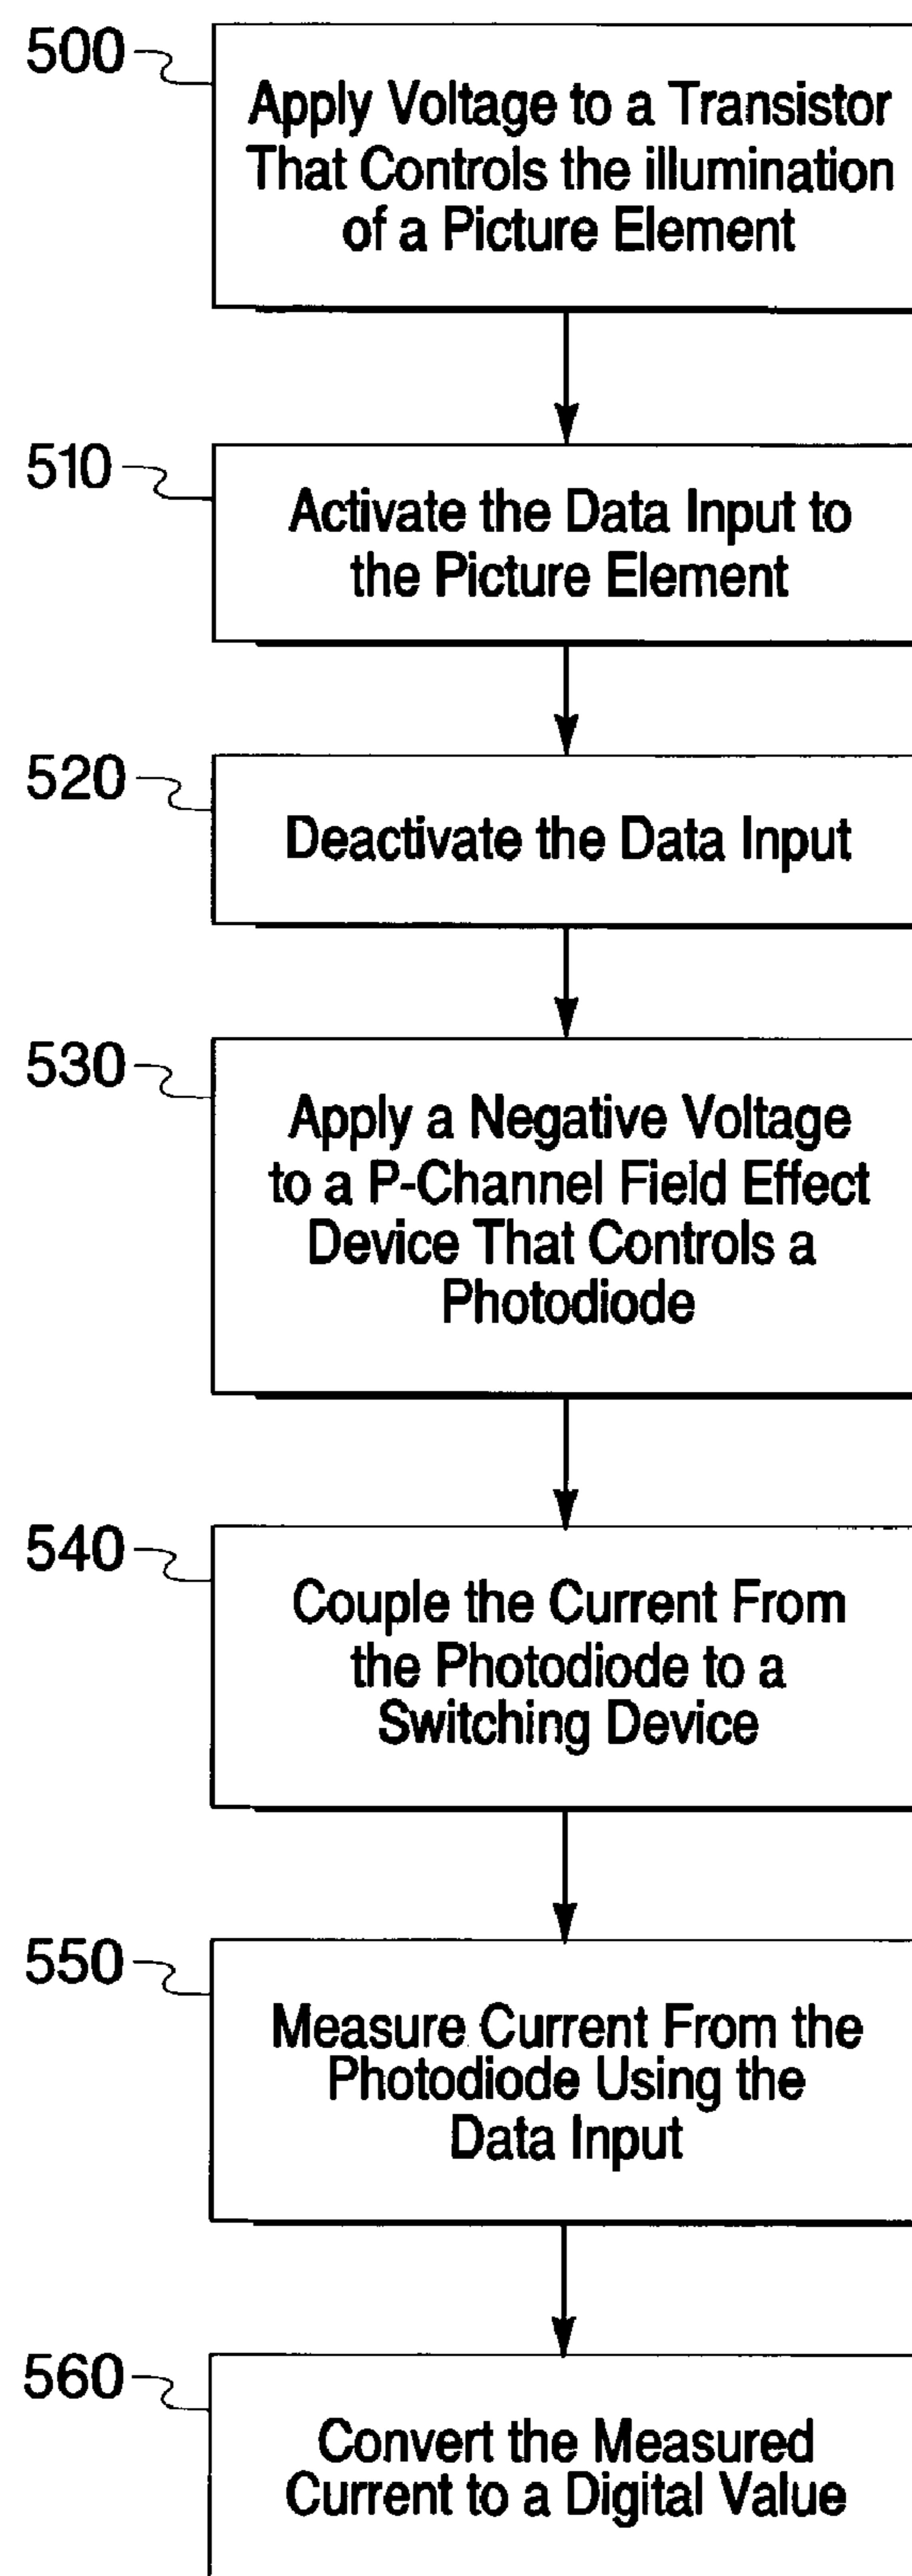 500
Apply Voltage to a Transistor
That Controls the illumination
of a Picture Element
510
Activate the Data Input to
the Picture Element
520
Deactivate the Data Input
530
Apply a Negative Voltage
to a P-Channel Field Effect
Device That Controls a
Photodiode
540
Couple the Current From
the Photodiode to a
Switching Device
550
Measure Current From the
Photodiode Using the
Data Input
560
Convert the Measured
Current to a Digital Value